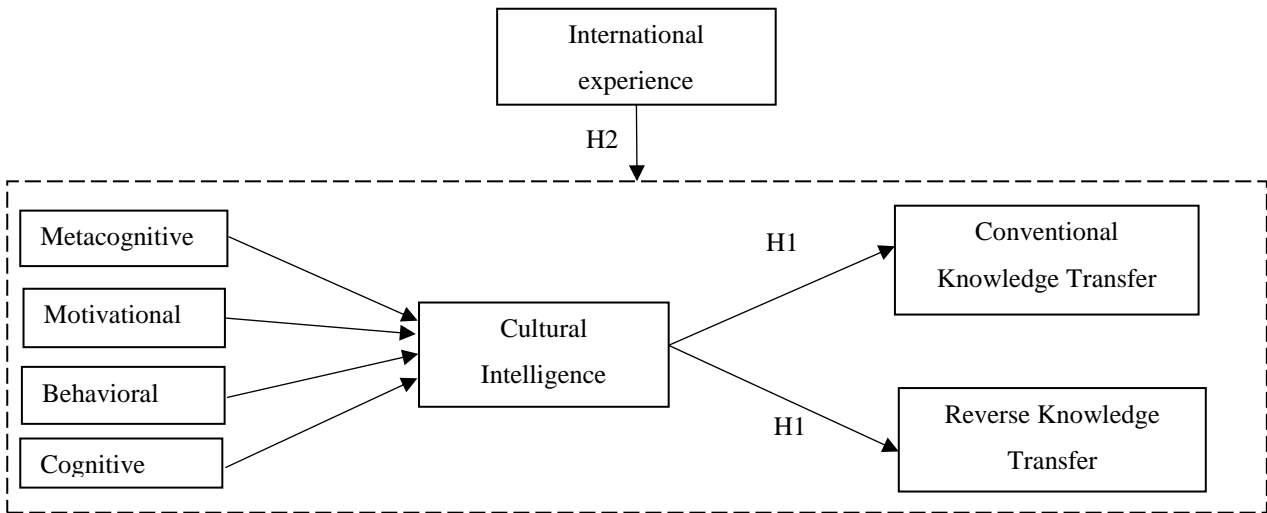 International
experience
H2
Metacognitive
Motivational
Behavioral
Cognitive
Cultural
Intelligence
H1
Conventional
Knowledge Transfer
H1
Reverse Knowledge
Transfer